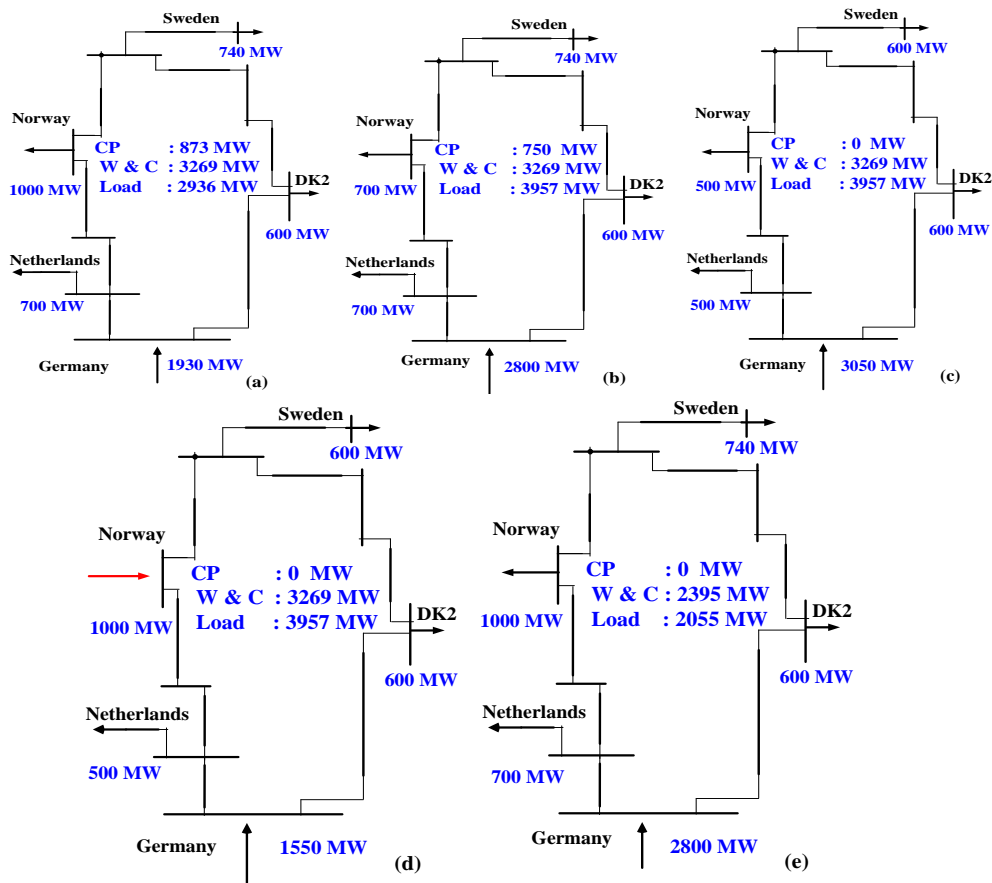 Sweden
740 MW
Norway
CP : 873 MW
W & C : 3269 MW
Load : 2936 MW
1000 MW
DK2
600 MW
Netherlands
700 MW
Germany
1930 MW
(a)
Sweden
740 MW
Norway
CP : 750 MW
W & C : 3269 MW
Load : 3957 MW
700 MW
DK2
600 MW
Netherlands
700 MW
Germany
2800 MW
(b)
Sweden
600 MW
Norway
CP : 0 MW
W & C : 3269 MW
Load : 3957 MW
500 MW
DK2
600 MW
Netherlands
500 MW
Germany
3050 MW
(c)
Sweden
600 MW
Norway
CP : 0 MW
W & C : 3269 MW
Load : 3957 MW
1000 MW
DK2
600 MW
Netherlands
500 MW
Germany
1550 MW
(d)
Sweden
740 MW
Norway
CP : 0 MW
W & C : 2395 MW
Load : 2055 MW
1000 MW
DK2
600 MW
Netherlands
700 MW
Germany
2800 MW
(e)